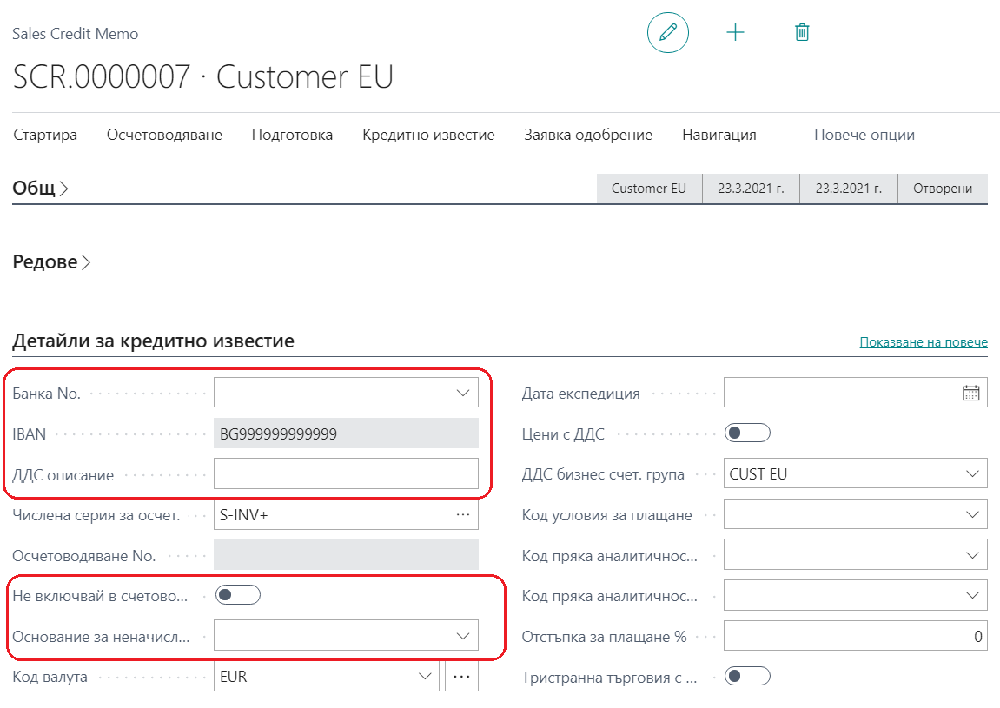 Sales Credit Memo
SCR.0000007 · Customer EU
Стартира Осчетоводяване Подготовка Кредитно известие Заявка одобрение Навигация Повече опции
Общ Customer EU 23.3.2021 г. 23.3.2021 г. Отворени
Редове
Детайли за кредитно известие Показване на повече
Банка No.
IBAN BG999999999999
ДДС описание
Числена серия за осчет. S-INV+
Осчетоводяване No.
Не включвай в счетово...
Основание за неначисл...
Код валута EUR
Дата експедиция
Цени с ДДС
ДДС бизнес счет. група CUST EU
Код условия за плащане
Код пряка аналитичнос...
Код пряка аналитичнос...
Отстъпка за плащане % 0
Тристранна търговия с ...